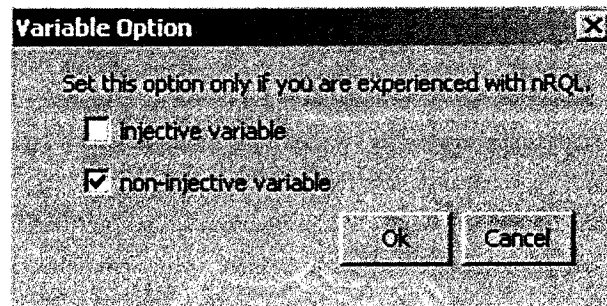 Variable Option
Set this option only if you are experienced with nRQL.
injective variable
non-injective variable
Ok Cancel